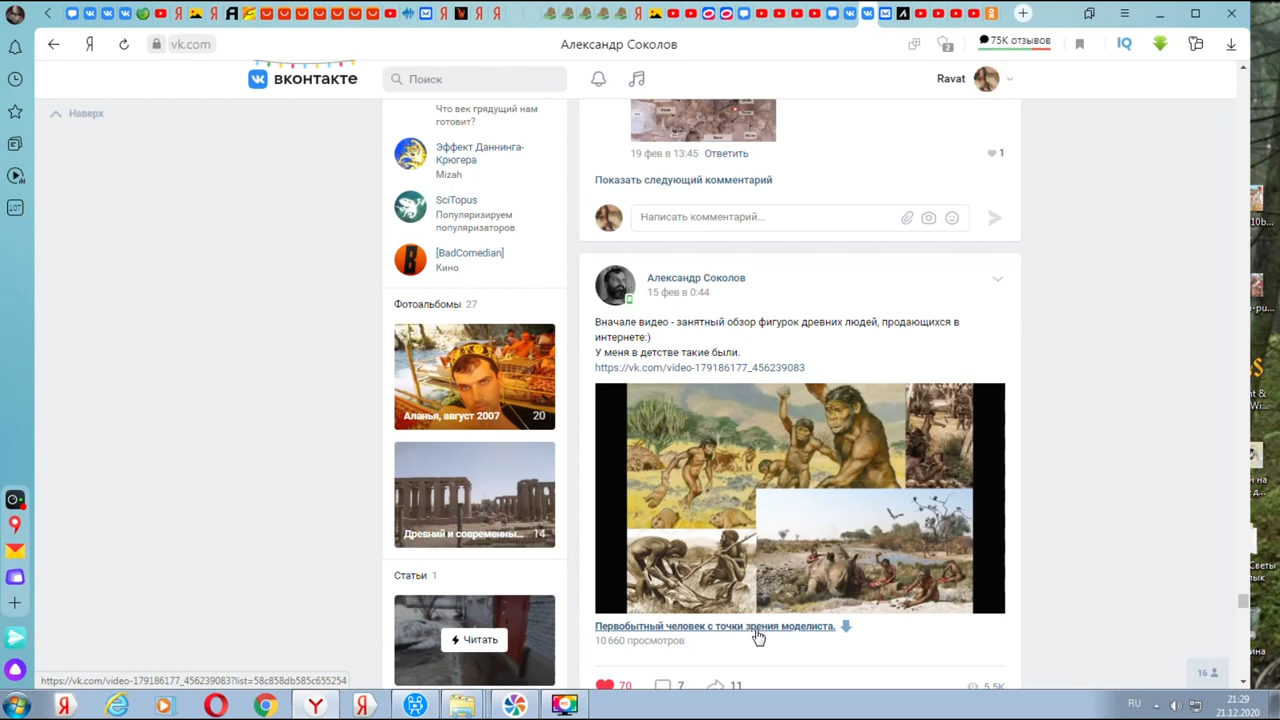 vk.com
Александр Соколов
75K отзывов
вконтакте
Поиск
Ravat
Наверх
Что век грядущий нам
готовит?
Эффект Даннинга-
Крюгера
Mizah
SciTopus
Популяризируем
популяризаторов
[BadComedian]
Кино
Фотоальбомы 27
Аланья, август 2007 20
Древний и современны... 14
Статьи 1
Читать
19 фев в 13:45 Ответить
1
Показать следующий комментарий
Написать комментарий...
Александр Соколов
15 фев в 0:44
Вначале видео - занятный обзор фигурок древних людей, продающихся в
интернете:)
У меня в детстве такие были.
https://vk.com/video-179186177_456239083
Первобытный человек с точки зрения моделиста.
10 660 просмотров
70 7 11 5.5K
16
https://vk.com/video-179186177_456239083?list=58c858db585c655254
RU
21:29
21.12.2020